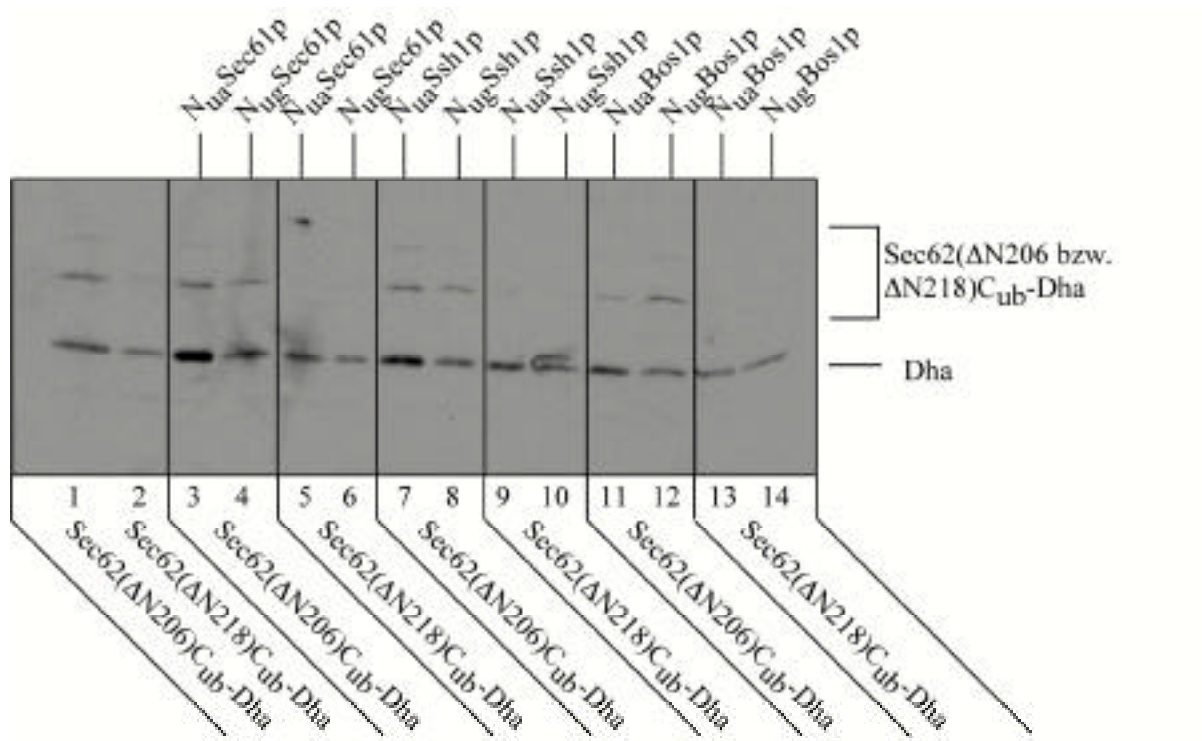 NuaSec61p
NugSec61p
NuaSec61p
NugSec61p
NuaSsh1p
NugSsh1p
NuaSsh1p
NugSsh1p
NuaBos1p
NugBos1p
NuaBos1p
NugBos1p
Sec62(ΔN206 bzw.
ΔN218)Cub-Dha
Dha
1 2 3 4 5 6 7 8 9 10 11 12 13 14
Sec62(ΔN206)Cub-Dha
Sec62(ΔN218)Cub-Dha
Sec62(ΔN206)Cub-Dha
Sec62(ΔN218)Cub-Dha
Sec62(ΔN206)Cub-Dha
Sec62(ΔN218)Cub-Dha
Sec62(ΔN206)Cub-Dha
Sec62(ΔN218)Cub-Dha